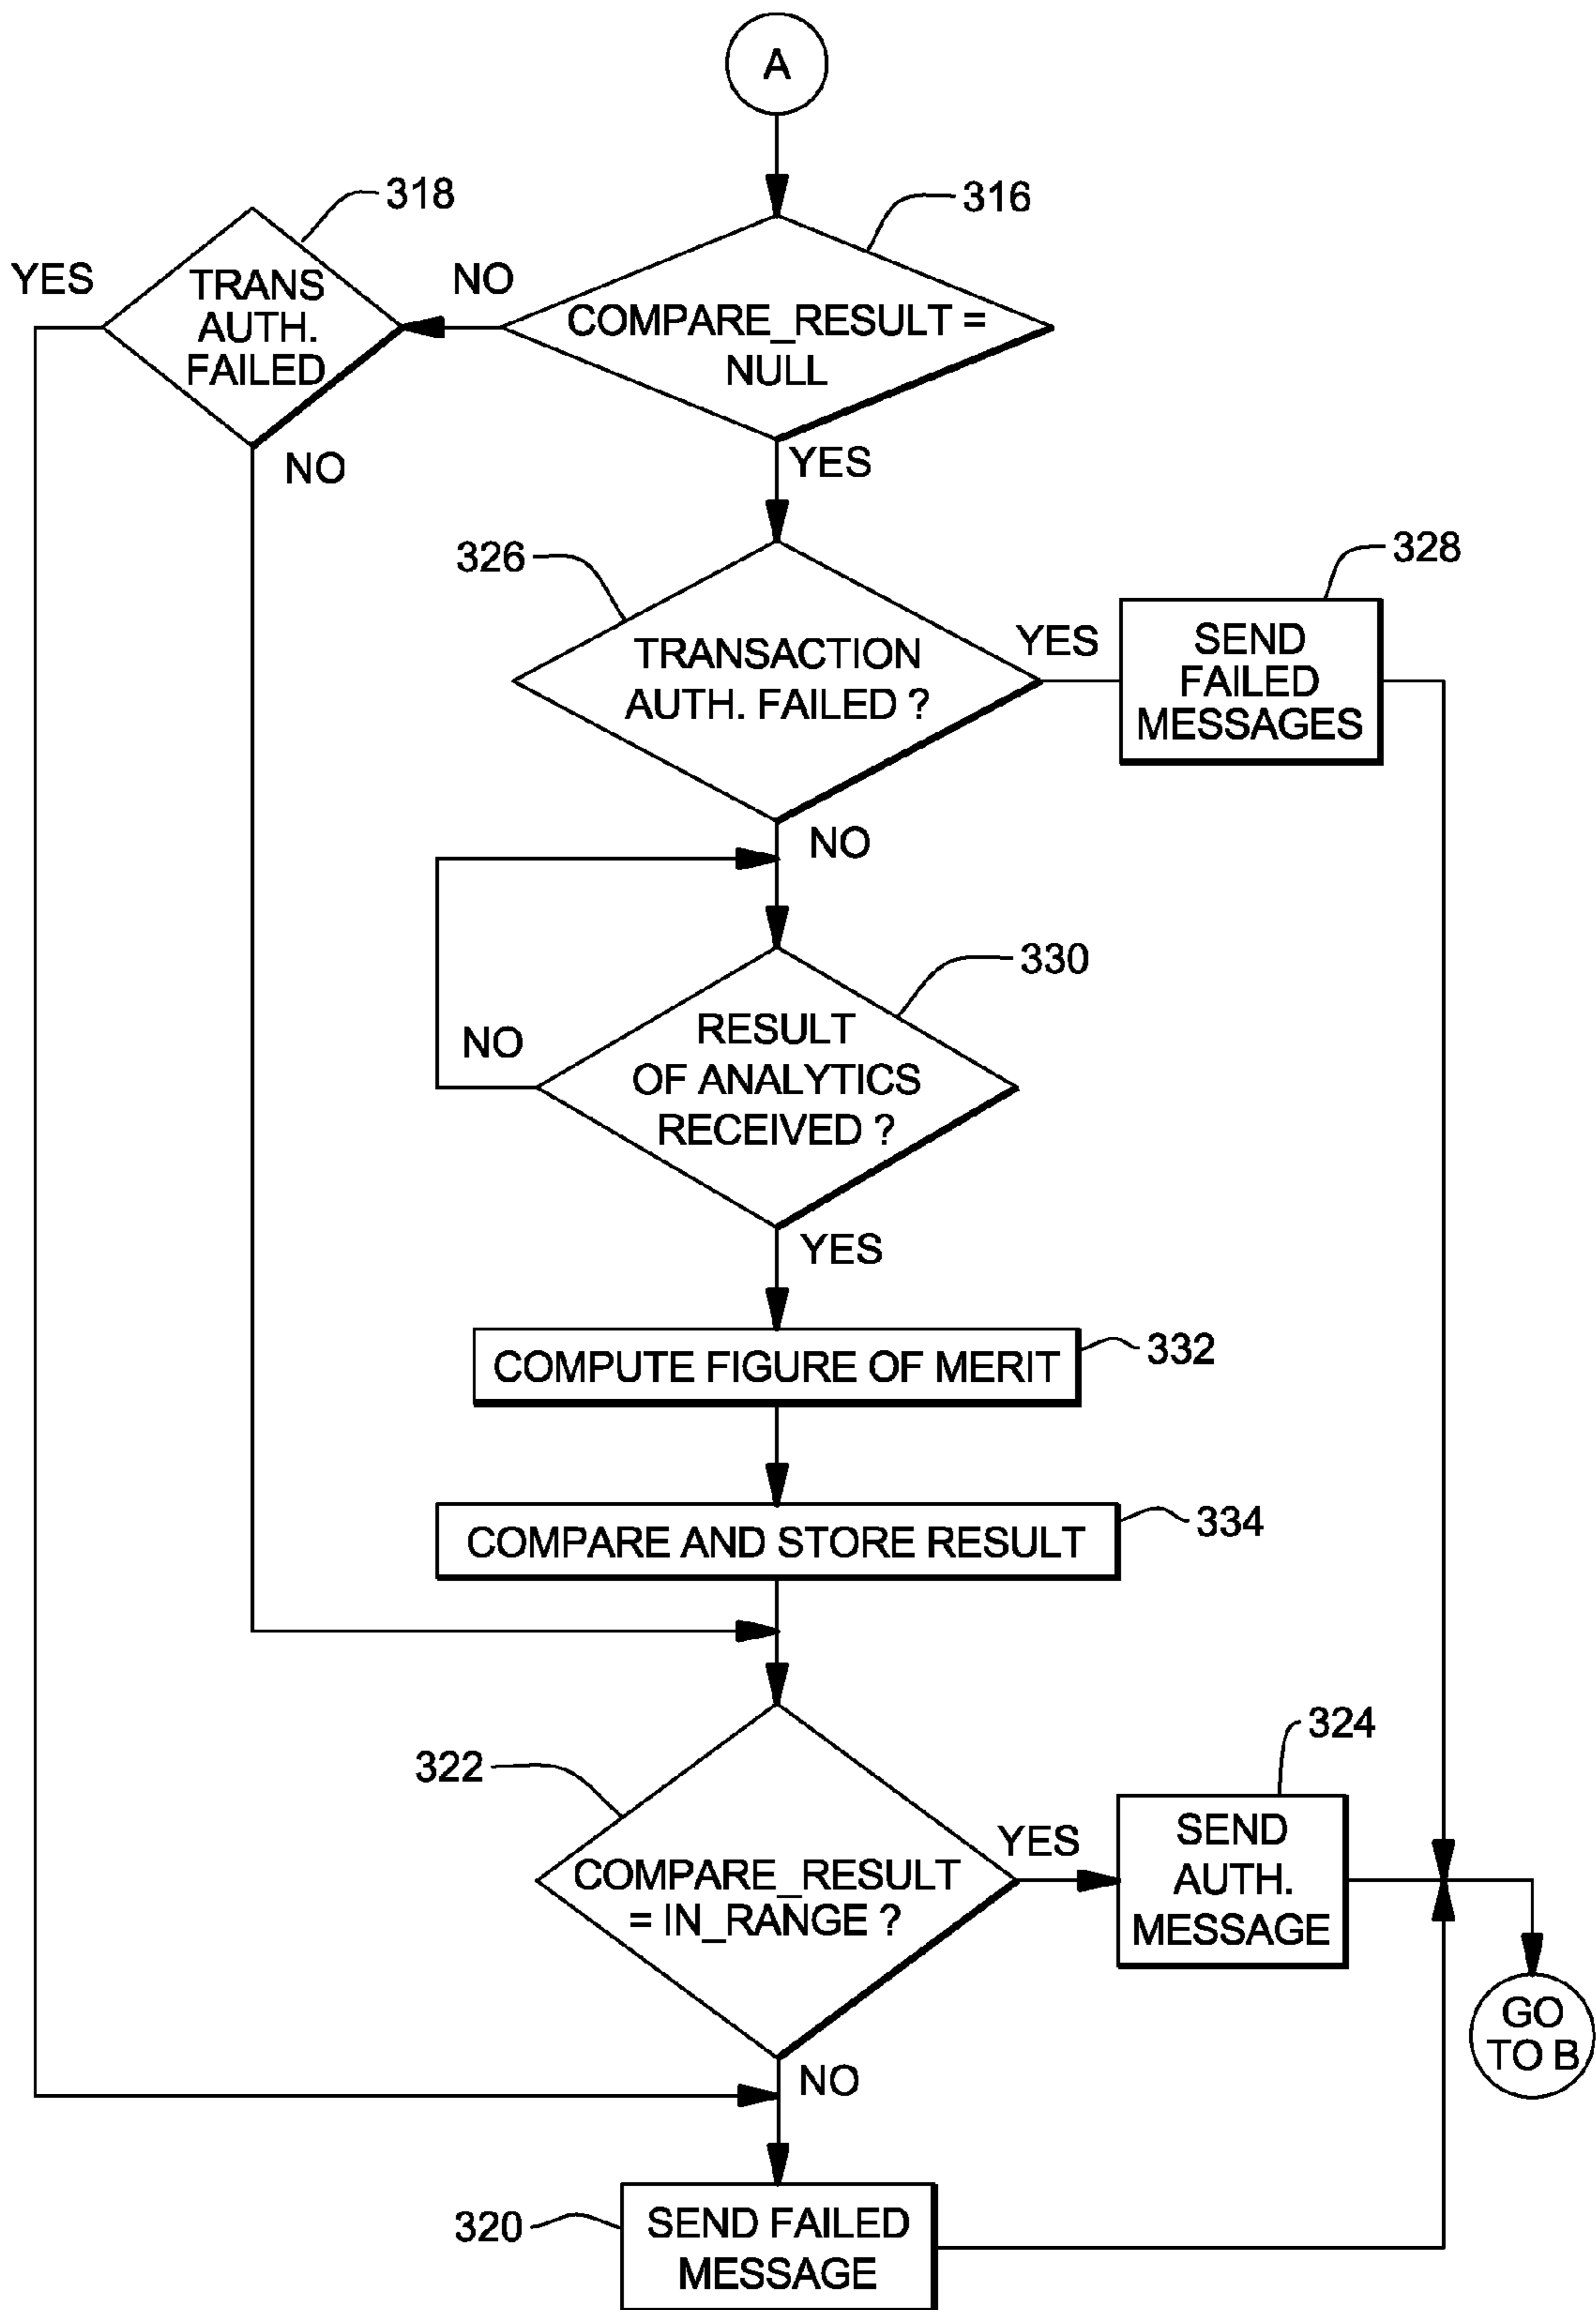 A
318
316
YES
TRANS
AUTH.
FAILED
NO
COMPARE_RESULT =
NULL
NO
YES
326
328
TRANSACTION
AUTH. FAILED ?
YES
SEND
FAILED
MESSAGES
NO
330
NO
RESULT
OF ANALYTICS
RECEIVED ?
YES
COMPUTE FIGURE OF MERIT
332
COMPARE AND STORE RESULT
334
322
324
COMPARE_RESULT
= IN_RANGE ?
YES
SEND
AUTH.
MESSAGE
GO
TO B
NO
320
SEND FAILED
MESSAGE